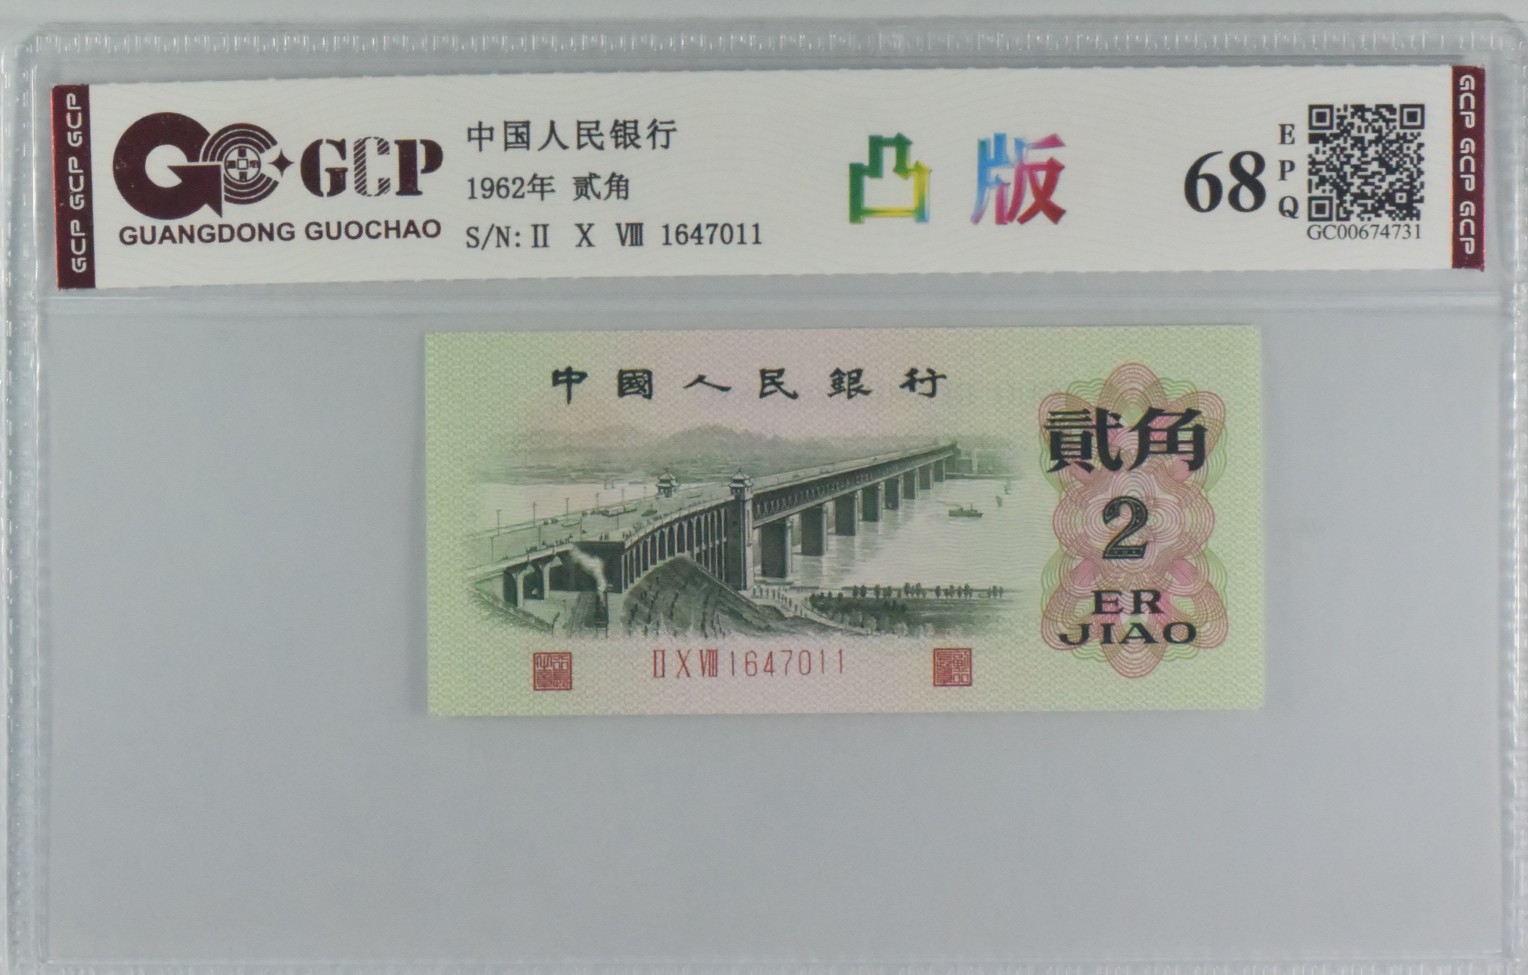 GCP GCP GCP
GCP
GUANGDONG GUOCHAO
中国人民银行
1962年 贰角
S/N: II X VIII 1647011
凸版
68
EPQ
GC00674731
GCP GCP GCP
中國人民銀行
貳角
2
ER
JIAO
II X VIII 1647011